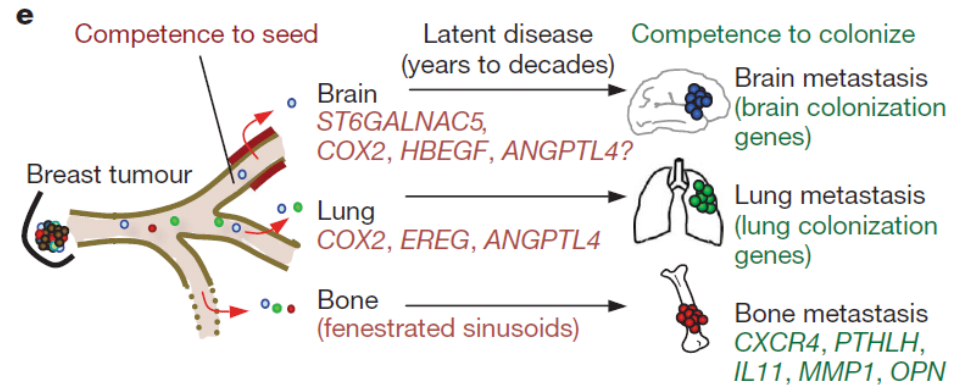 e
Competence to seed
Latent disease
(years to decades)
Competence to colonize
Breast tumour
Brain
ST6GALNAC5,
COX2, HBEGF, ANGPTL4?
Brain metastasis
(brain colonization
genes)
Lung
COX2, EREG, ANGPTL4
Lung metastasis
(lung colonization
genes)
Bone
(fenestrated sinusoids)
Bone metastasis
CXCR4, PTHLH,
IL11, MMP1, OPN